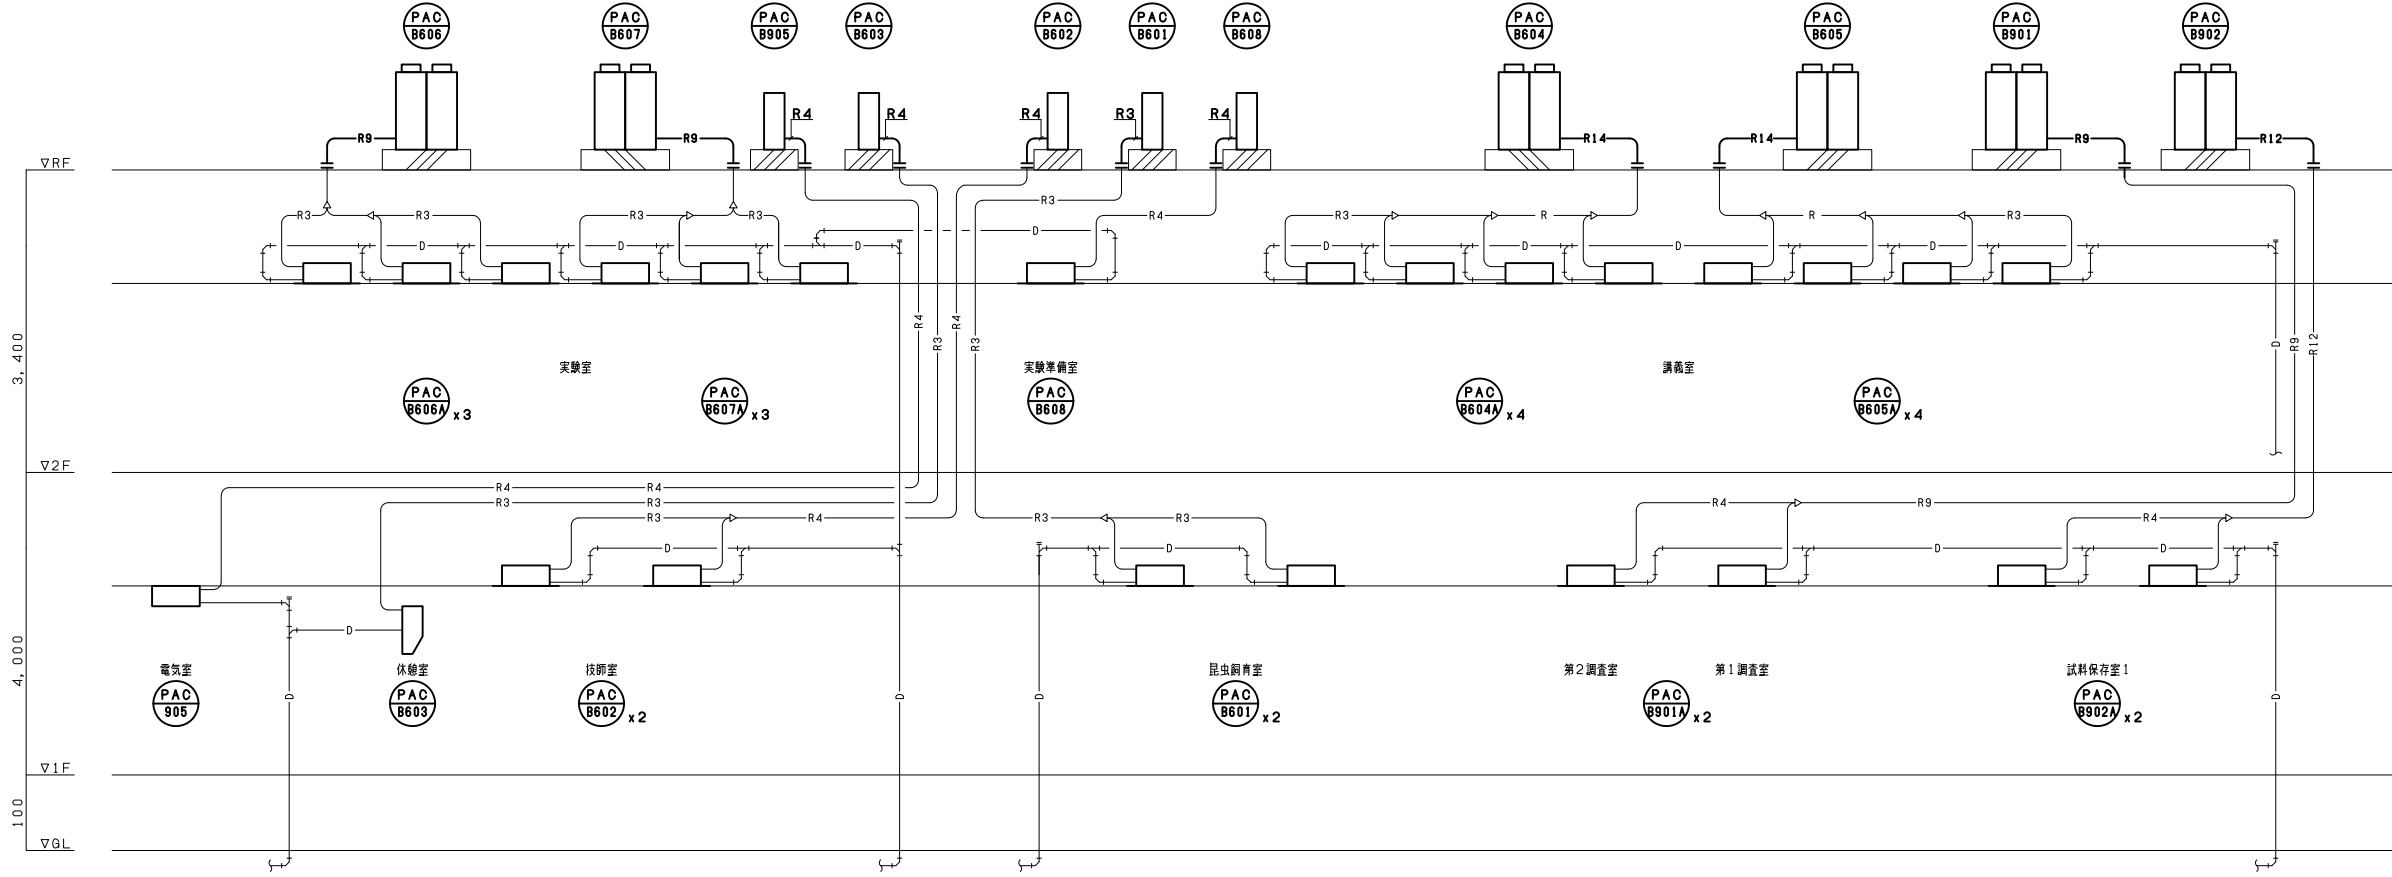 PAC PAC PAC PAC PAC PAC PAC PAC PAC PAC PAC
B606 B607 B905 B603 B602 B601 B608 B604 B605 B901 B902
R4 R4 R4 R3 R4
R9 R9 R14 R14 R9 R12
▽RF
R3
R3 R3 R3 R3 R4 R3 R R R3
D
D D D D D D D
R4 R3 R4 R3 D R9 R12
3,400
実験室 実験準備室 講義室
PAC PAC PAC PAC PAC
B606A x3 B607A x3 B608 B604A x4 B605A x4
▽2F
R4 R4
R3 R3 R4 R9
R3 R4 R3 R3 R4
D D D D
D
4,000
電気室 休憩室 技師室 昆虫飼育室 第2調査室 第1調査室 試料保存室1
PAC PAC PAC PAC PAC PAC
905 B603 B602 x2 B601 x2 B901A x2 B902A x2
D D D D
▽1F
100
▽GL